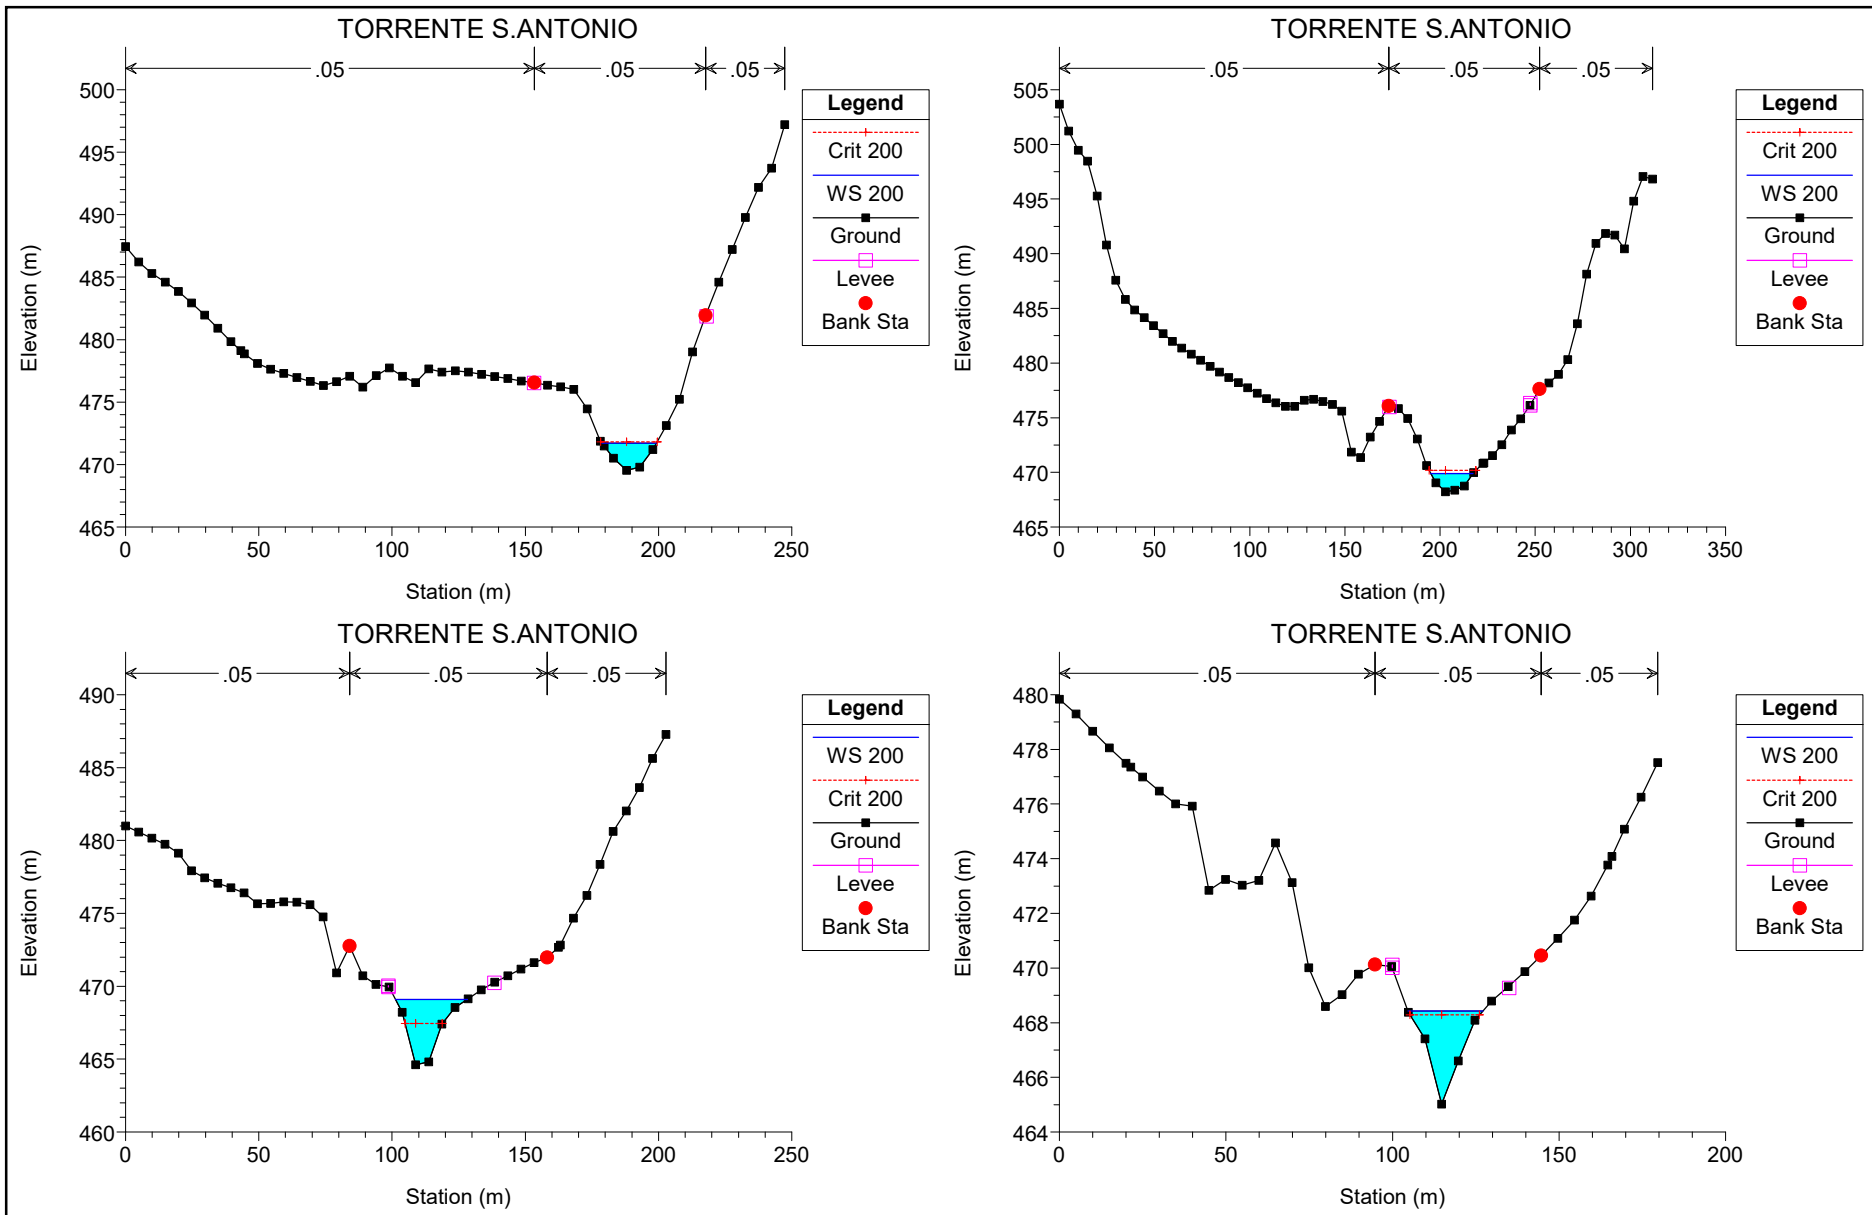 TORRENTE S.ANTONIO
.05 .05 .05
500
495
490
485
480
475
470
465
0 50 100 150 200 250
Elevation (m)
Station (m)
Legend
Crit 200
WS 200
Ground
Levee
Bank Sta
TORRENTE S.ANTONIO
.05 .05 .05
505
500
495
490
485
480
475
470
465
0 50 100 150 200 250 300 350
Elevation (m)
Station (m)
Legend
Crit 200
WS 200
Ground
Levee
Bank Sta
TORRENTE S.ANTONIO
.05 .05 .05
490
485
480
475
470
465
460
0 50 100 150 200 250
Elevation (m)
Station (m)
Legend
WS 200
Crit 200
Ground
Levee
Bank Sta
TORRENTE S.ANTONIO
.05 .05 .05
480
478
476
474
472
470
468
466
464
0 50 100 150 200
Elevation (m)
Station (m)
Legend
WS 200
Crit 200
Ground
Levee
Bank Sta